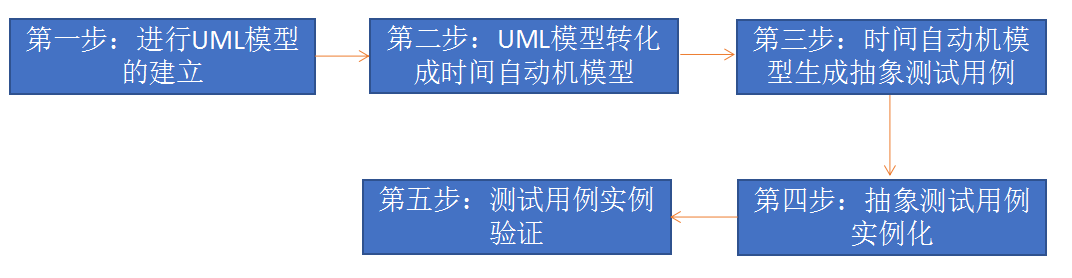 第一步：进行UML模型
的建立
第二步：UML模型转化
成时间自动机模型
第三步：时间自动机模
型生成抽象测试用例
第四步：抽象测试用例
实例化
第五步：测试用例实例
验证